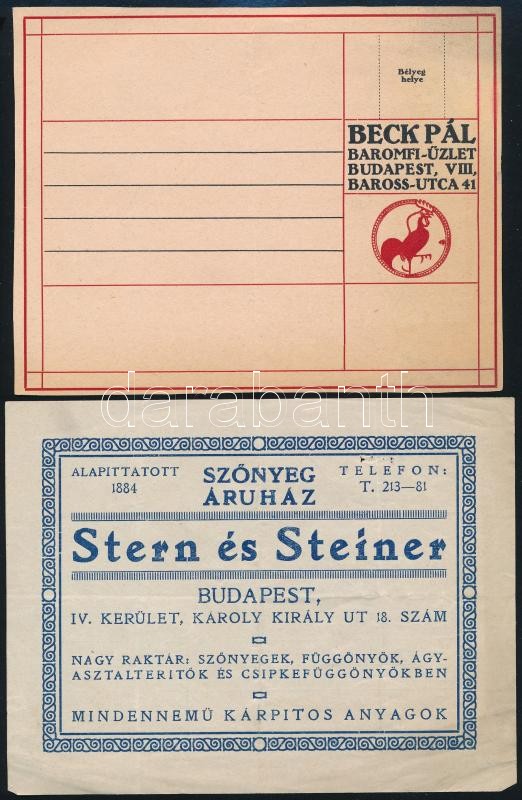 Bélyeg
helye
BECK PÁL
BAROMFI-ÜZLET
BUDAPEST, VIII,
BAROSS-UTCA 41
darabanth
ALAPITTATOTT
1884
SZŐNYEG
ÁRUHÁZ
TELEFON:
T. 213—81
Stern és Steiner
BUDAPEST,
IV. KERÜLET, KÁROLY KIRÁLY UT 18. SZÁM
NAGY RAKTÁR: SZŐNYEGEK, FÜGGÖNYÖK, ÁGY-
ASZTALTERITŐK ÉS CSIPKEFÜGGÖNYÖKBEN
MINDENNEMŰ KÁRPITOS ANYAGOK